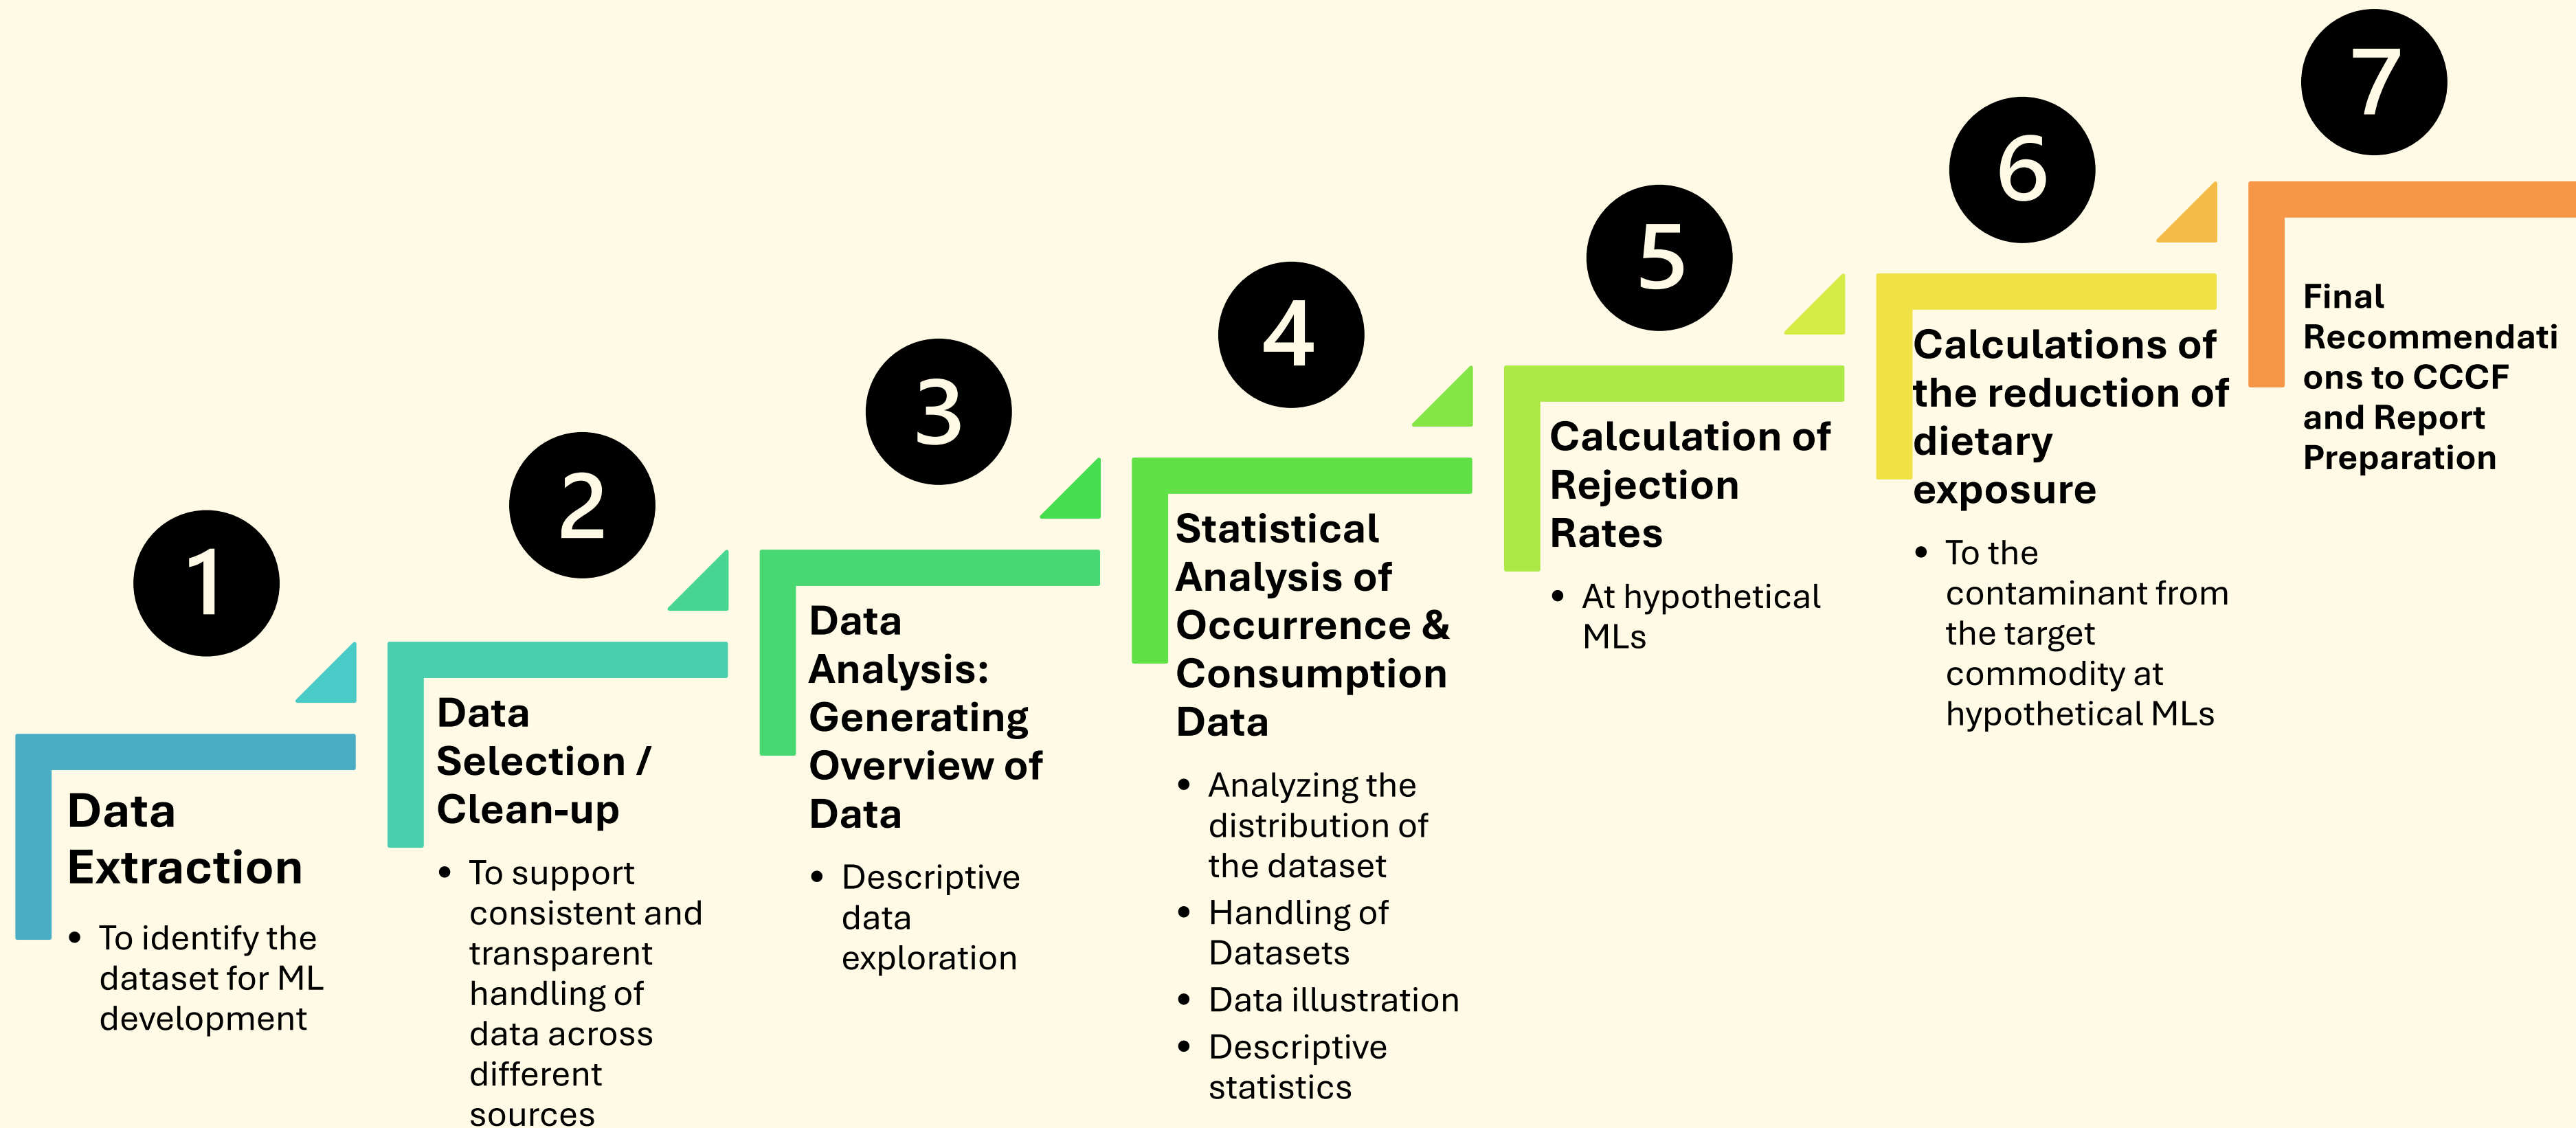 1
Data
Extraction
• To identify the
dataset for ML
development
2
Data
Selection /
Clean-up
• To support
consistent and
transparent
handling of
data across
different
sources
3
Data
Analysis:
Generating
Overview of
Data
• Descriptive
data
exploration
4
Statistical
Analysis of
Occurrence &
Consumption
Data
• Analyzing the
distribution of
the dataset
• Handling of
Datasets
• Data illustration
• Descriptive
statistics
5
Calculation of
Rejection
Rates
• At hypothetical
MLs
6
Calculations of
the reduction of
dietary
exposure
• To the
contaminant from
the target
commodity at
hypothetical MLs
7
Final
Recommendati
ons to CCCF
and Report
Preparation